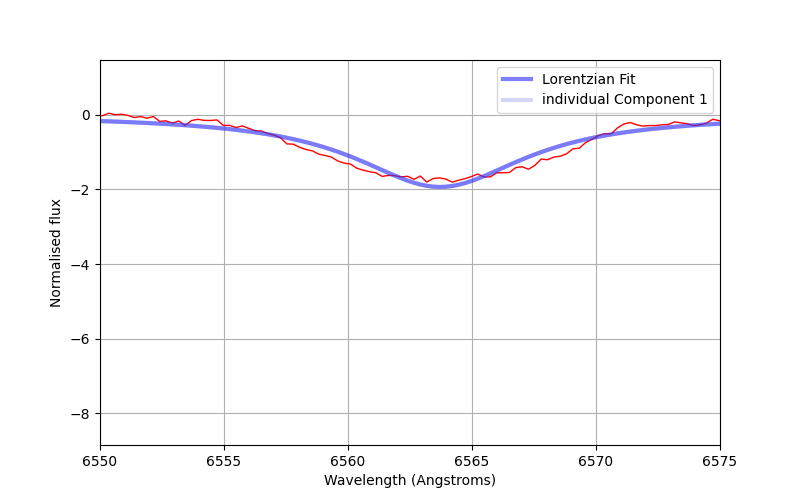 Lorentzian Fit
individual Component 1
0
−2
−4
−6
−8
Normalised flux
6550 6555 6560 6565 6570 6575
Wavelength (Angstroms)